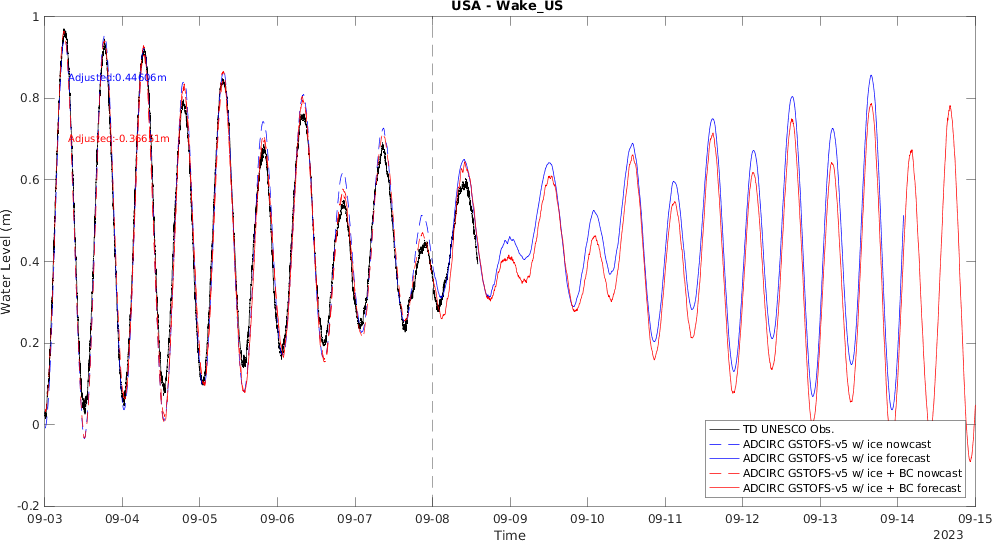 USA - Wake_US
1
0.8
0.6
0.4
0.2
0
-0.2
Water Level (m)
Adjusted:0.44606m
Adjusted:-0.36651m
TD UNESCO Obs.
ADCIRC GSTOFS-v5 w/ ice nowcast
ADCIRC GSTOFS-v5 w/ ice forecast
ADCIRC GSTOFS-v5 w/ ice + BC nowcast
ADCIRC GSTOFS-v5 w/ ice + BC forecast
09-03 09-04 09-05 09-06 09-07 09-08 09-09 09-10 09-11 09-12 09-13 09-14 09-15
Time
2023